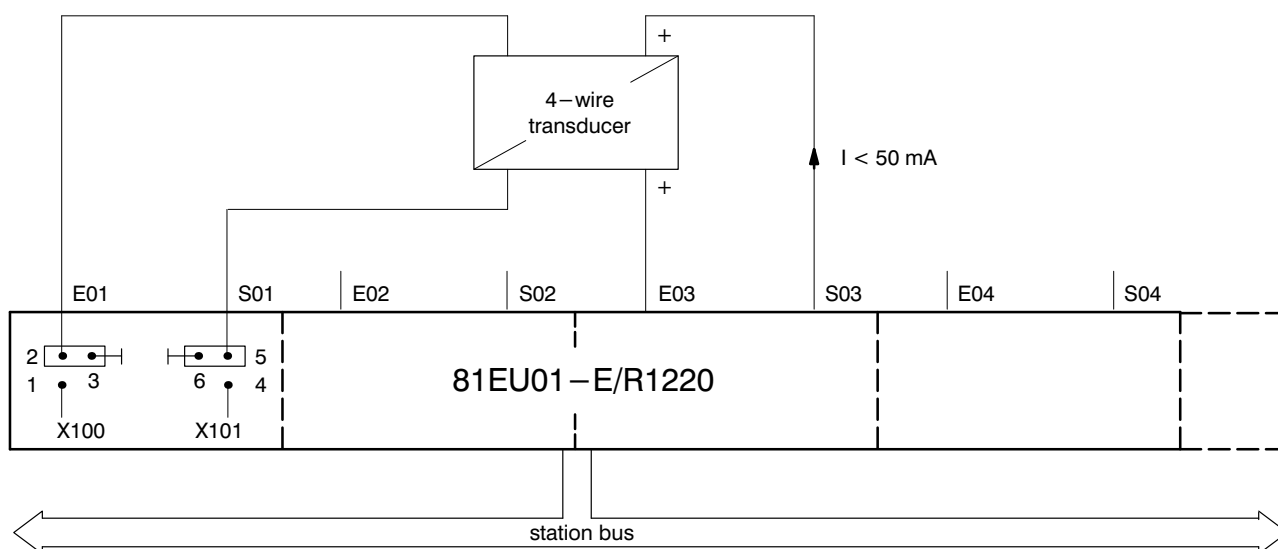 +
4−wire
transducer
I < 50 mA
+
E01
S01
E02
S02
E03
S03
E04
S04
2
5
1
3
6
4
81EU01−E/R1220
X100
X101
station bus